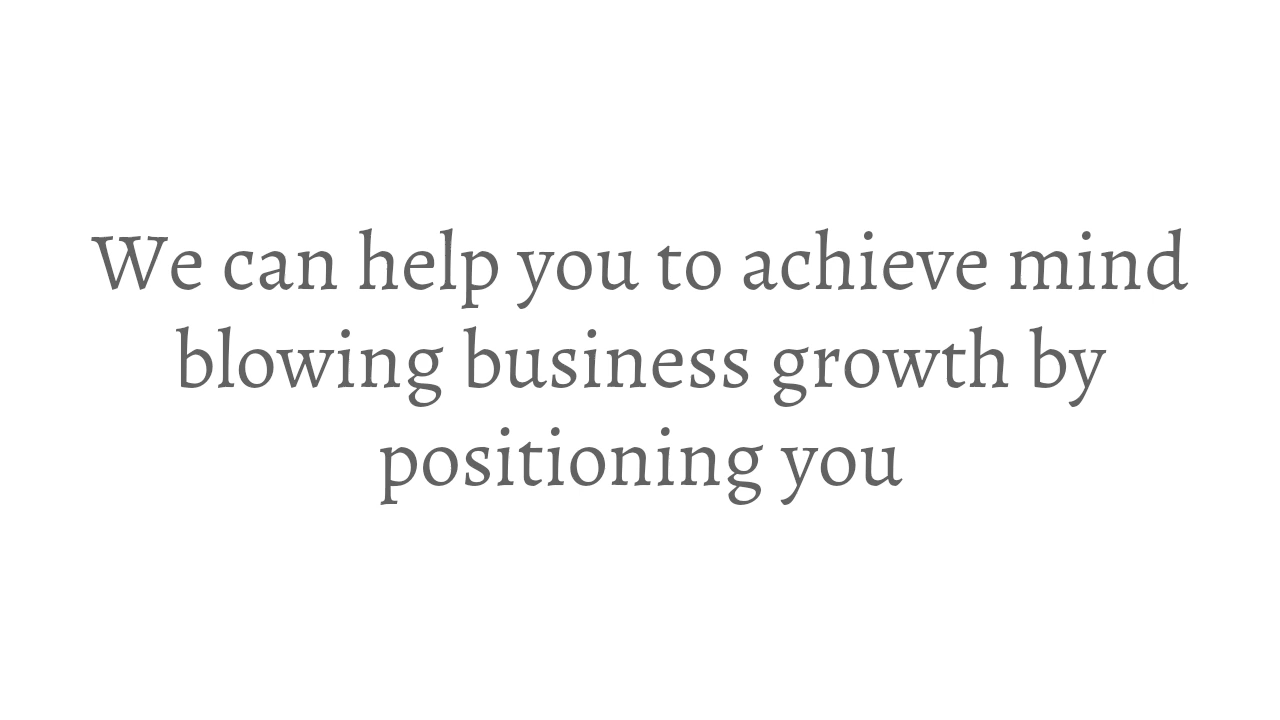 We can help you to achieve mind
blowing business growth by
positioning you